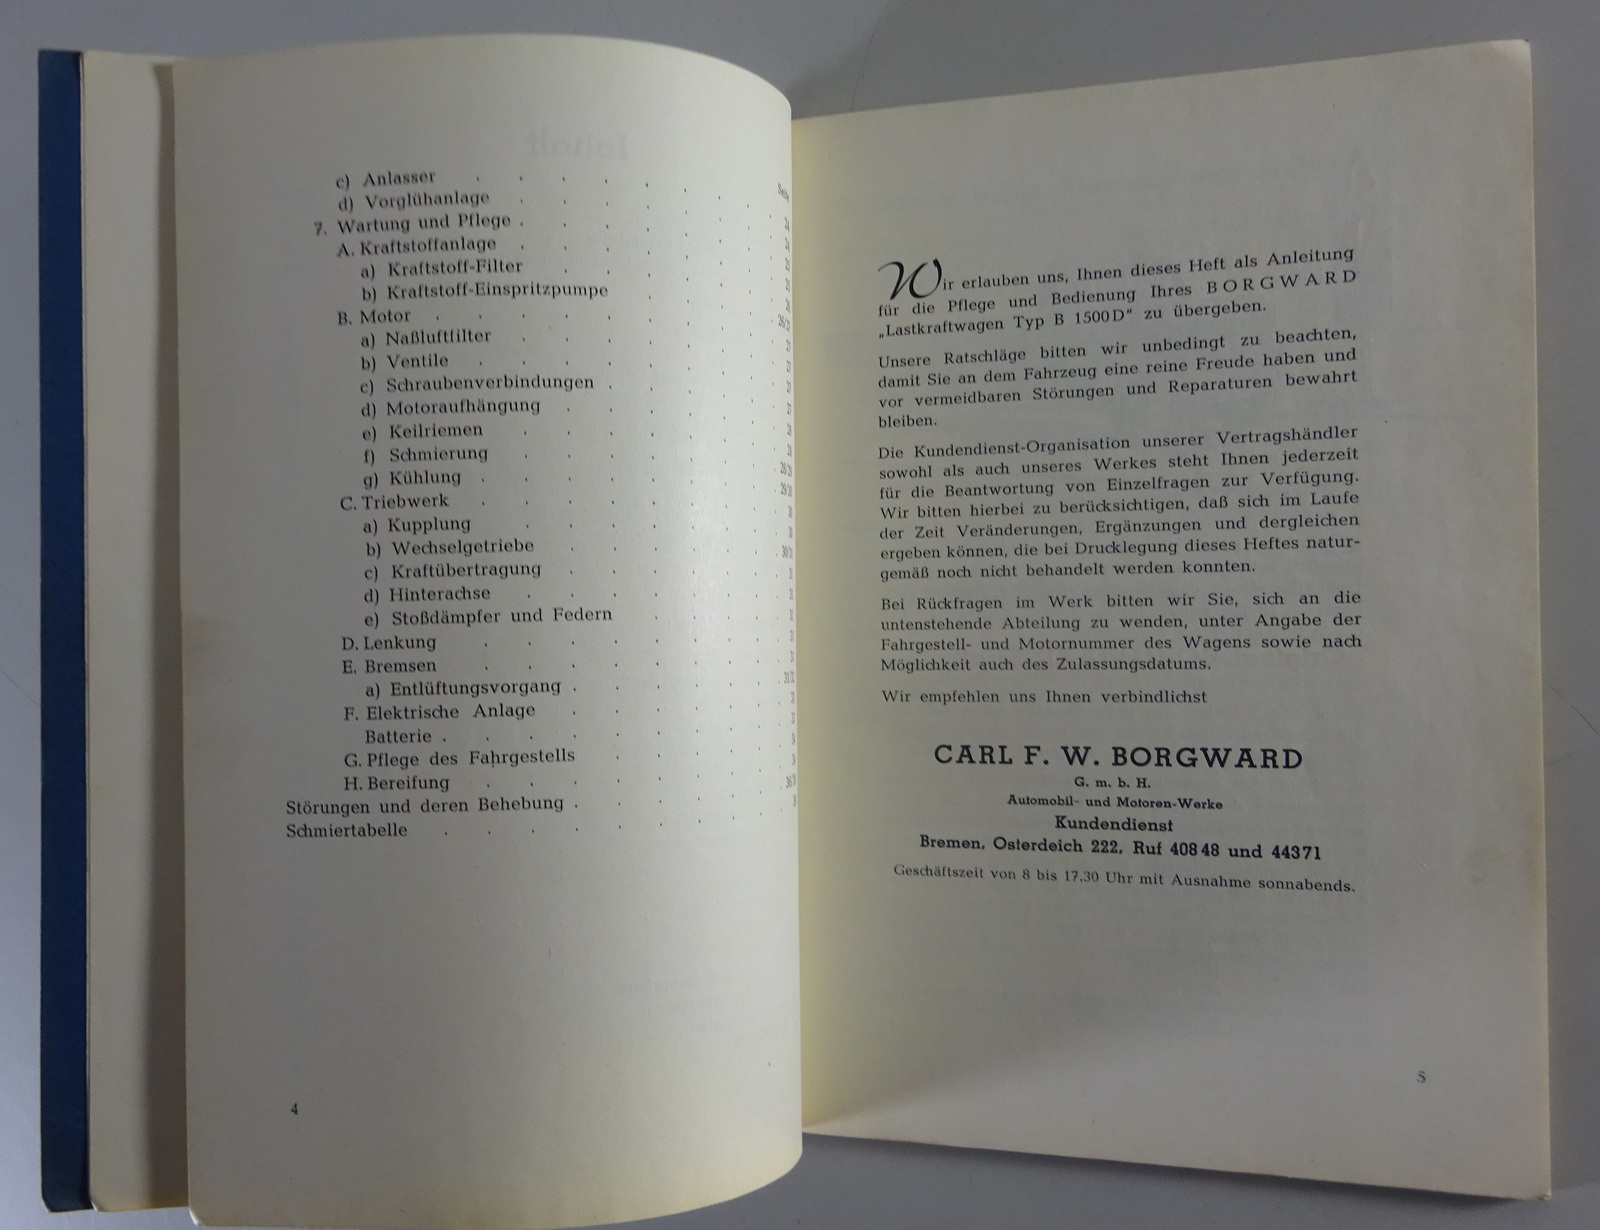 Seite
c) Anlasser
d) Vorglühanlage
7. Wartung und Pflege
A. Kraftstoffanlage
a) Kraftstoff-Filter
b) Kraftstoff-Einspritzpumpe
B. Motor
a) Naßluftfilter
b) Ventile
c) Schraubenverbindungen
d) Motoraufhängung
e) Keilriemen
f) Schmierung
g) Kühlung
C. Triebwerk
a) Kupplung
b) Wechselgetriebe
c) Kraftübertragung
d) Hinterachse
e) Stoßdämpfer und Federn
D. Lenkung
E. Bremsen
a) Entlüftungsvorgang
F. Elektrische Anlage
Batterie
G. Pflege des Fahrgestells
H. Bereifung
Störungen und deren Behebung
Schmiertabelle
4
Wir erlauben uns, Ihnen dieses Heft als Anleitung
für die Pflege und Bedienung Ihres BORGWARD
„Lastkraftwagen Typ B 1500 D" zu übergeben.
Unsere Ratschläge bitten wir unbedingt zu beachten,
damit Sie an dem Fahrzeug eine reine Freude haben und
vor vermeidbaren Störungen und Reparaturen bewahrt
bleiben.
Die Kundendienst-Organisation unserer Vertragshändler
sowohl als auch unseres Werkes steht Ihnen jederzeit
für die Beantwortung von Einzelfragen zur Verfügung.
Wir bitten hierbei zu berücksichtigen, daß sich im Laufe
der Zeit Veränderungen, Ergänzungen und dergleichen
ergeben können, die bei Drucklegung dieses Heftes natur-
gemäß noch nicht behandelt werden konnten.
Bei Rückfragen im Werk bitten wir Sie, sich an die
untenstehende Abteilung zu wenden, unter Angabe der
Fahrgestell- und Motornummer des Wagens sowie nach
Möglichkeit auch des Zulassungsdatums.
Wir empfehlen uns Ihnen verbindlichst
CARL F. W. BORGWARD
G. m. b. H.
Automobil- und Motoren-Werke
Kundendienst
Bremen, Osterdeich 222, Ruf 408 48 und 443 71
Geschäftszeit von 8 bis 17.30 Uhr mit Ausnahme sonnabends.
5